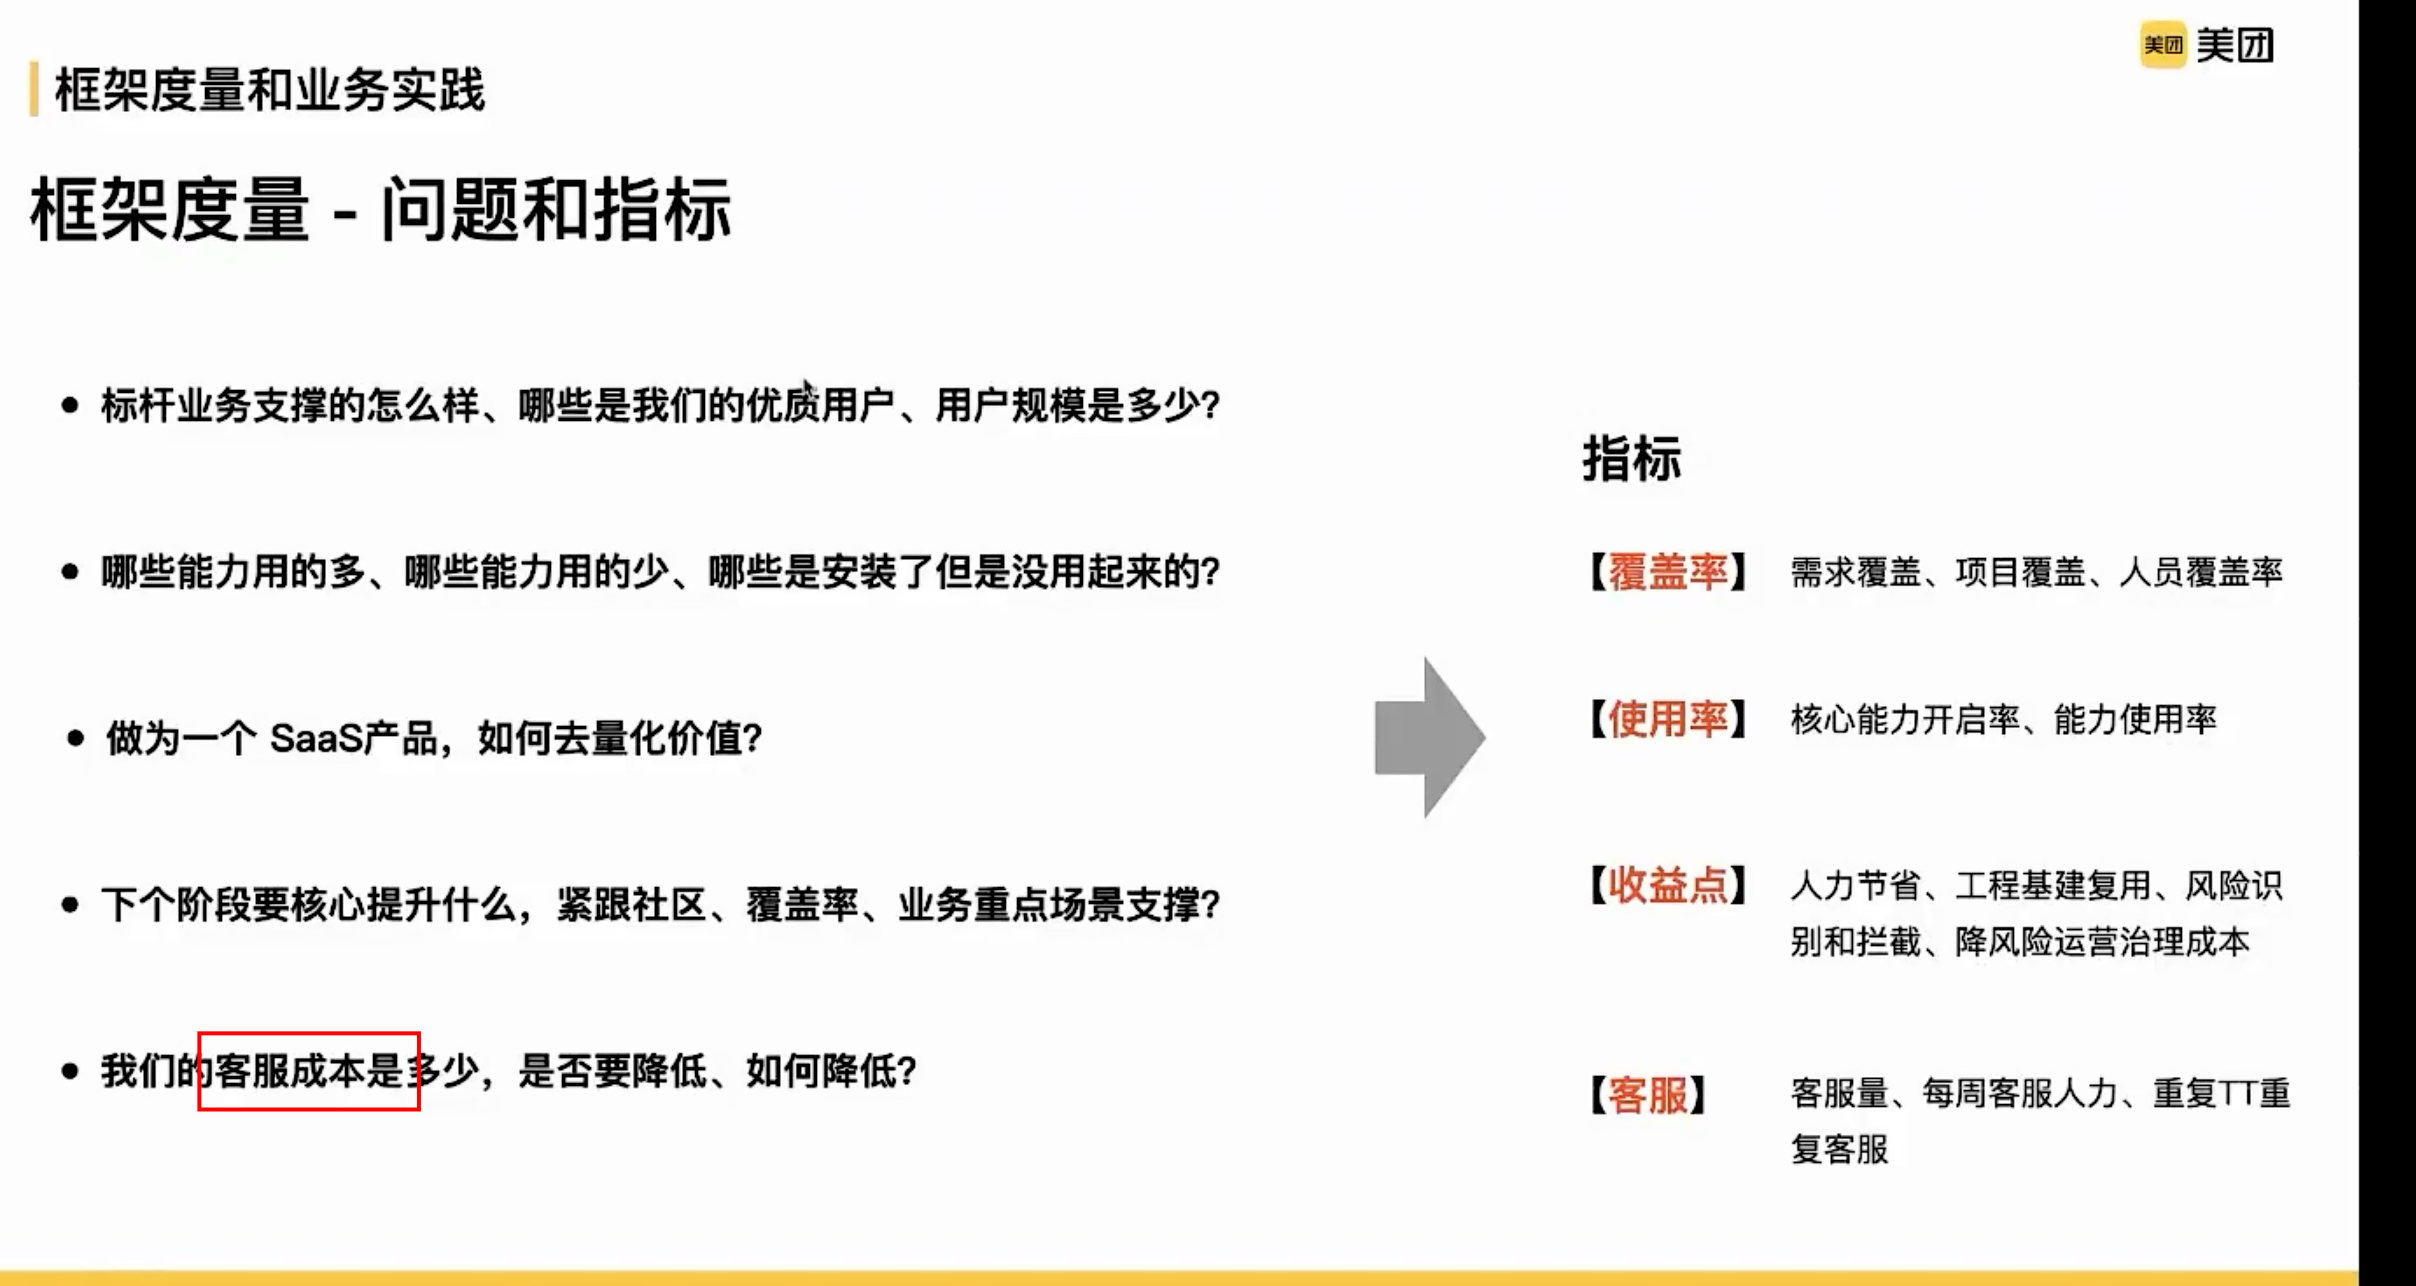 美团 美团
框架度量和业务实践
框架度量 - 问题和指标
• 标杆业务支撑的怎么样、哪些是我们的优质用户、用户规模是多少?
• 哪些能力用的多、哪些能力用的少、哪些是安装了但是没用起来的?
• 做为一个 SaaS产品，如何去量化价值?
• 下个阶段要核心提升什么，紧跟社区、覆盖率、业务重点场景支撑?
• 我们的客服成本是多少，是否要降低、如何降低?
指标
【覆盖率】 需求覆盖、项目覆盖、人员覆盖率
【使用率】 核心能力开启率、能力使用率
【收益点】 人力节省、工程基建复用、风险识
别和拦截、降风险运营治理成本
【客服】 客服量、每周客服人力、重复TT重
复客服